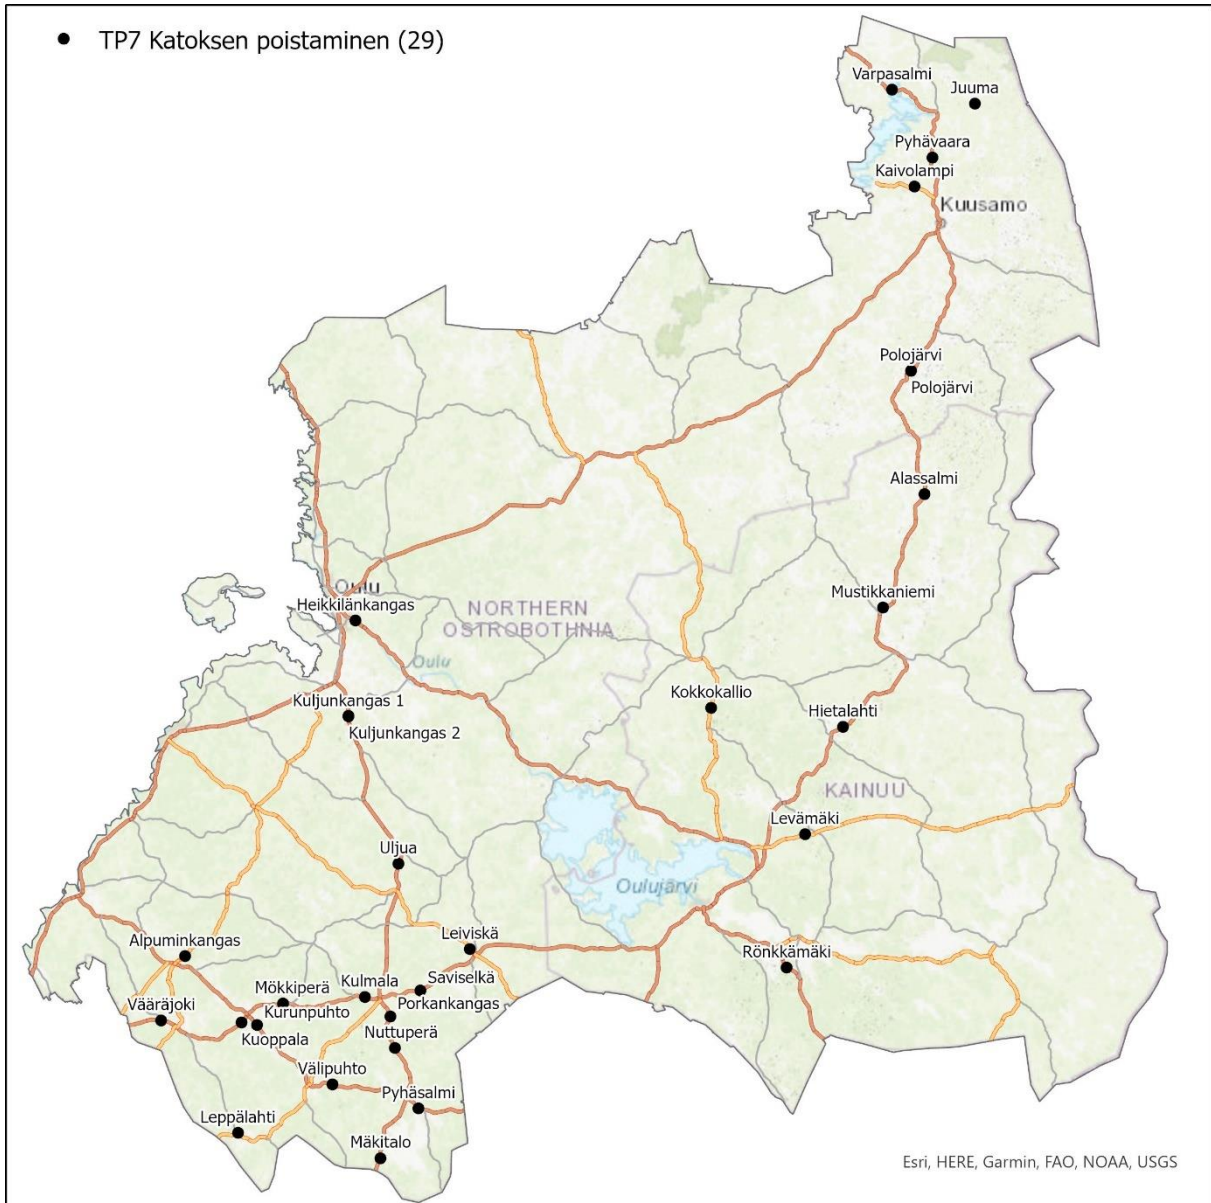 TP7 Katoksen poistaminen (29)
Varpasalmi
Juuma
Pyhävaara
Kaivolampi
Kuusamo
Polojärvi
Polojärvi
Alassalmi
Mustikkaniemi
Oulu
Heikkilänkangas
NORTHERN
OSTROBOTHNIA
Oulu
Kokkokallio
Hietalahti
Kuljunkangas 1
Kuljunkangas 2
KAINUU
Levämäki
Uljua
Oulujärvi
Alpuminkangas
Leiviskä
Rönkkämäki
Mökkiperä
Kulmala
Saviselkä
Vääräjoki
Kurunpuhto
Porkankangas
Kuoppala
Nuttuperä
Välipuhto
Pyhäsalmi
Leppälahti
Mäkitalo
Esri, HERE, Garmin, FAO, NOAA, USGS